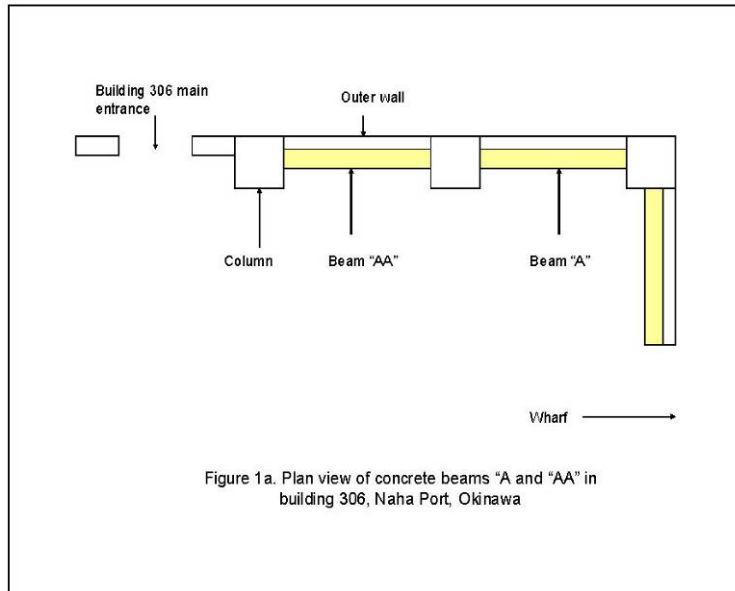 Building 306 main
entrance
Outer wall
Column
Beam "AA"
Beam "A"
Wharf
Figure 1a. Plan view of concrete beams "A and "AA" in
building 306, Naha Port, Okinawa